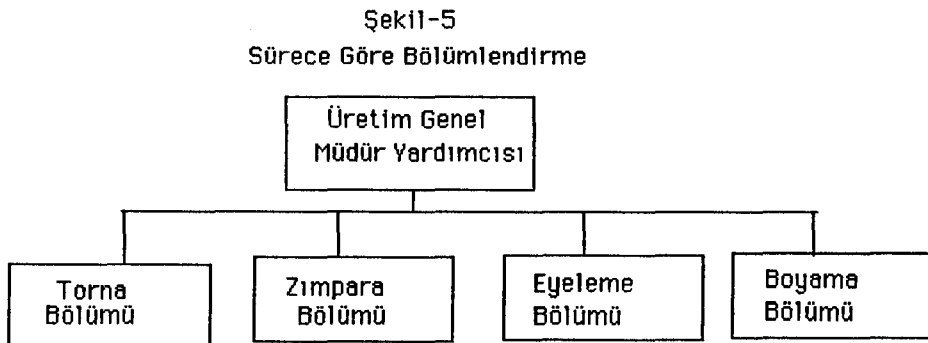 Şekil-5
Sürece Göre Bölümlendirme
Üretim Genel
Müdür Yardımcısı
Torna
Bölümü
Zımpara
Bölümü
Eyeleme
Bölümü
Boyama
Bölümü